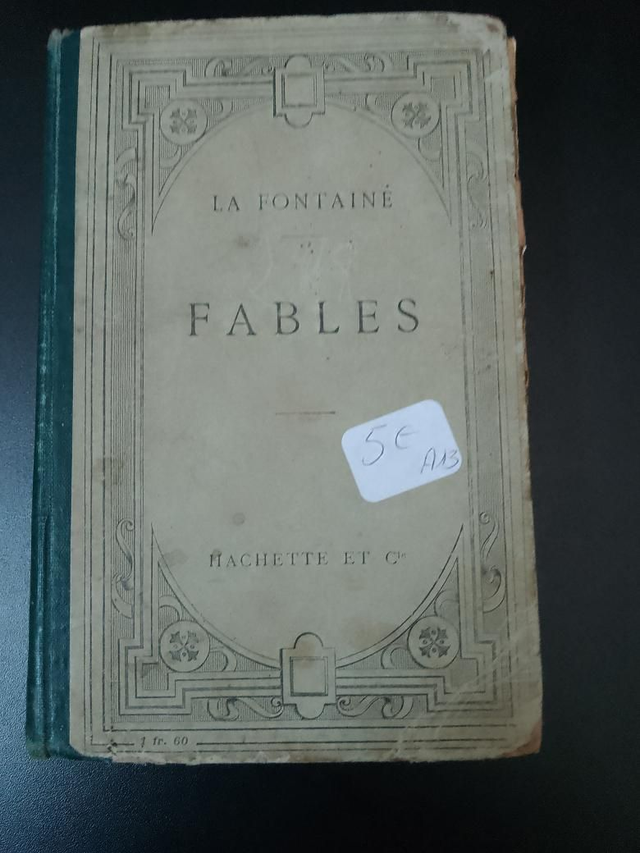 LA FONTAINE
FABLES
5 €
A13
HACHETTE ET Cie
1 fr. 60